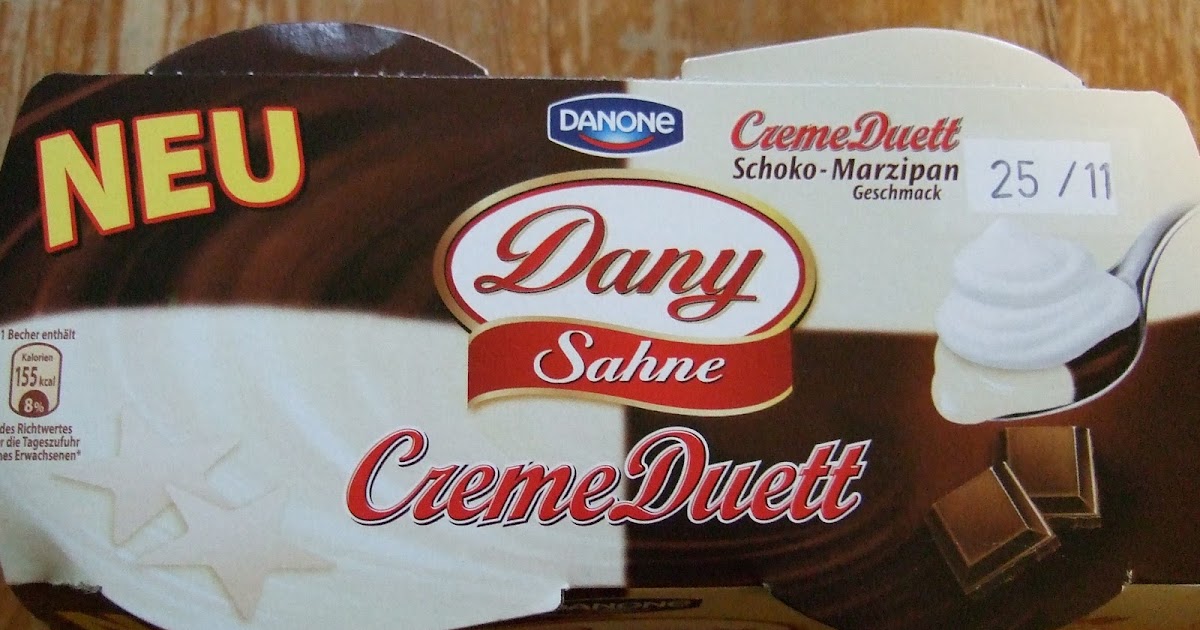 NEU
DANONE
CremeDuett
Schoko-Marzipan
Geschmack
25 / 11
Dany
Sahne
1 Becher enthält
Kalorien
155 kcal
8%
des Richtwertes
die Tageszufuhr
Erwachsenen*
CremeDuett
DANONE